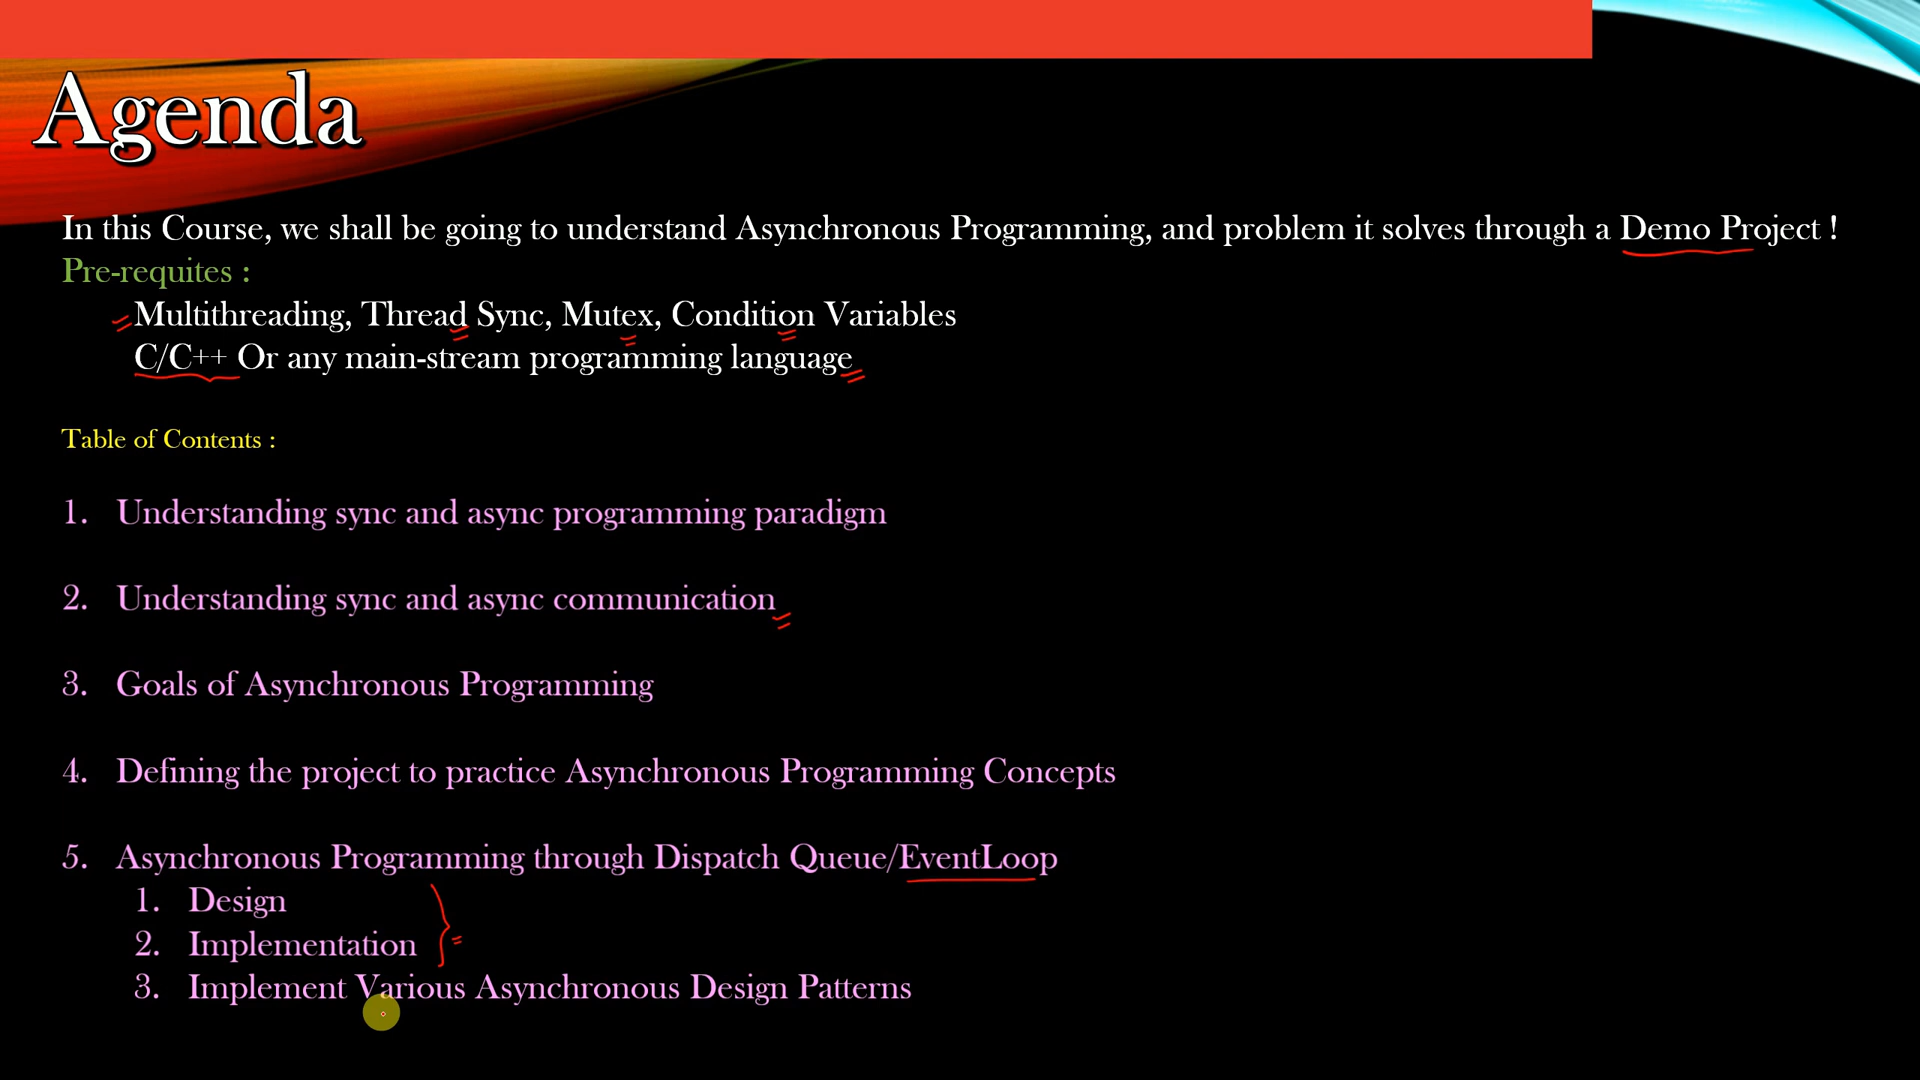 Agenda
In this Course, we shall be going to understand Asynchronous Programming, and problem it solves through a Demo Project !
Pre-requites :
Multithreading, Thread Sync, Mutex, Condition Variables
C/C++ Or any main-stream programming language
Table of Contents :
1. Understanding sync and async programming paradigm
2. Understanding sync and async communication
3. Goals of Asynchronous Programming
4. Defining the project to practice Asynchronous Programming Concepts
5. Asynchronous Programming through Dispatch Queue/EventLoop
1. Design
2. Implementation
3. Implement Various Asynchronous Design Patterns